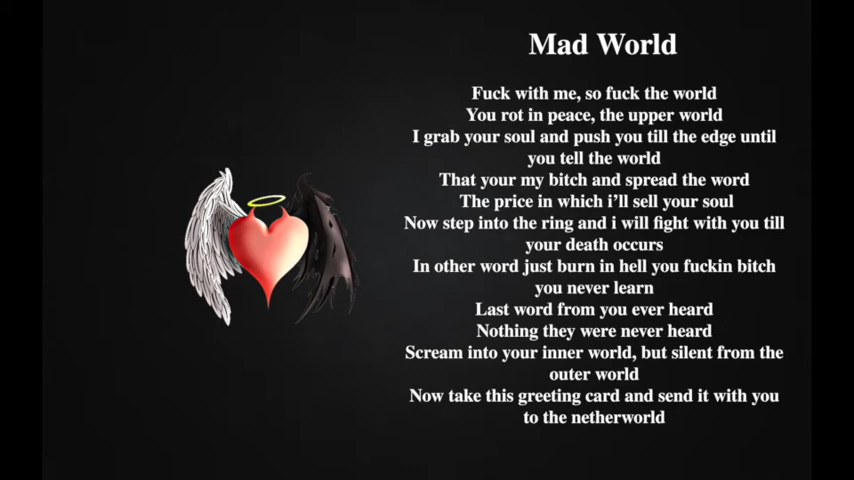 Mad World
Fuck with me, so fuck the world
You rot in peace, the upper world
I grab your soul and push you till the edge until
you tell the world
That your my bitch and spread the word
The price in which i'll sell your soul
Now step into the ring and i will fight with you till
your death occurs
In other word just burn in hell you fuckin bitch
you never learn
Last word from you ever heard
Nothing they were never heard
Scream into your inner world, but silent from the
outer world
Now take this greeting card and send it with you
to the netherworld